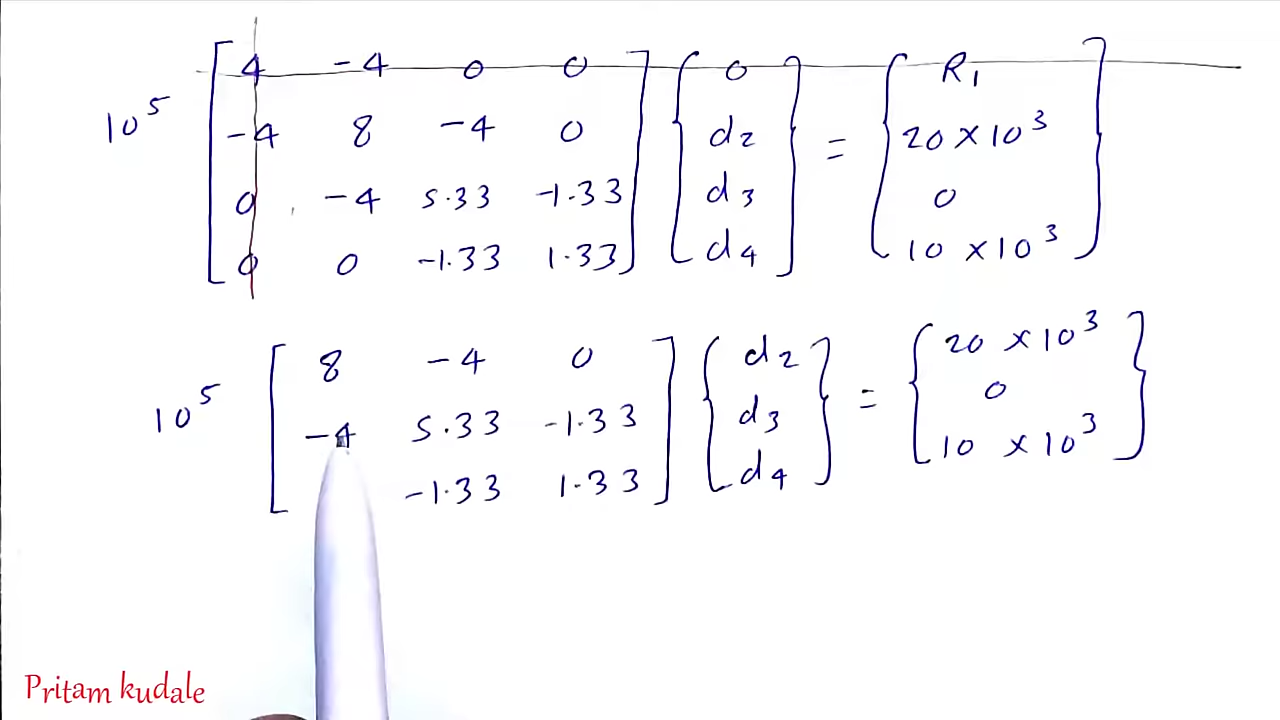 4 -4 0 0 0 R1
10^5 -4 8 -4 0 d2 = 20 × 10^3
0 -4 5.33 -1.33 d3 0
0 0 -1.33 1.33 d4 10 × 10^3
8 -4 0 d2 20 × 10^3
10^5 -4 5.33 -1.33 d3 = 0
-1.33 1.33 d4 10 × 10^3
Pritam kudale